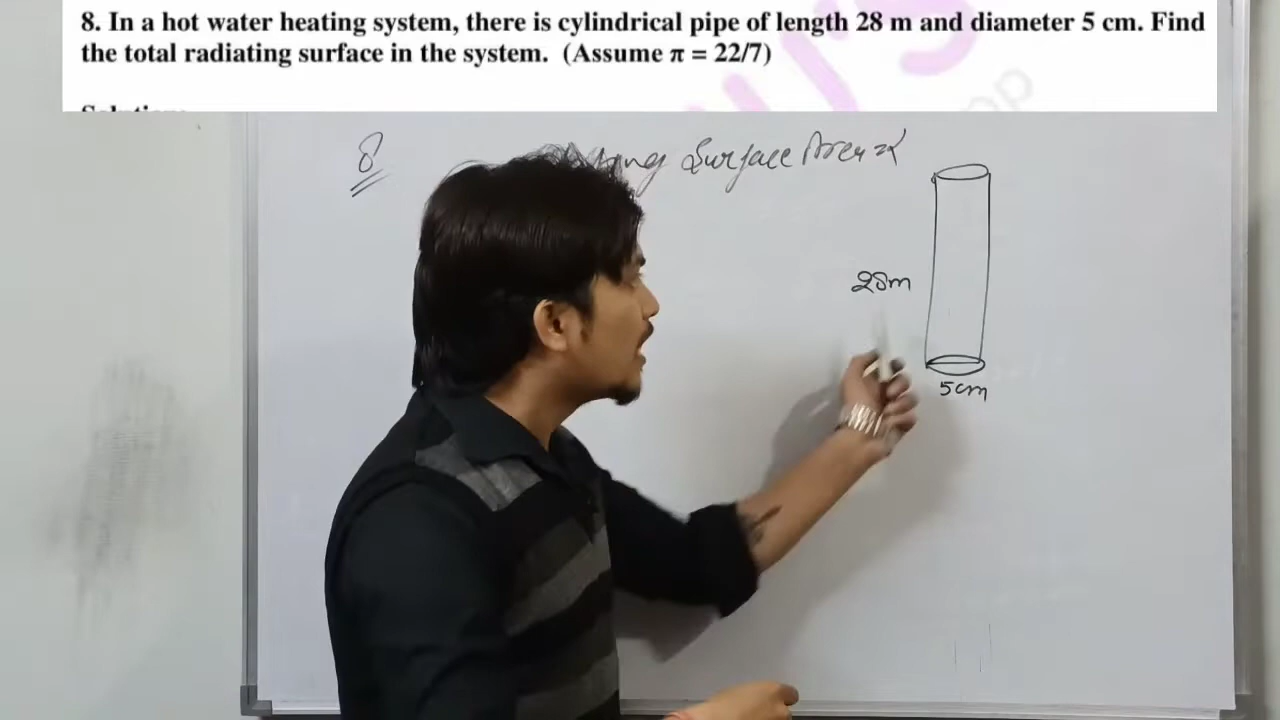 8. In a hot water heating system, there is cylindrical pipe of length 28 m and diameter 5 cm. Find
the total radiating surface in the system. (Assume π = 22/7)
8
Surface Area =
28m
5cm